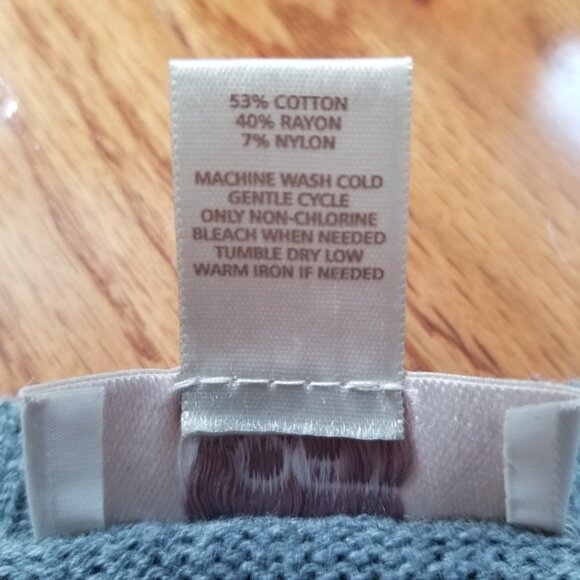 53% COTTON
40% RAYON
7% NYLON
MACHINE WASH COLD
GENTLE CYCLE
ONLY NON-CHLORINE
BLEACH WHEN NEEDED
TUMBLE DRY LOW
WARM IRON IF NEEDED